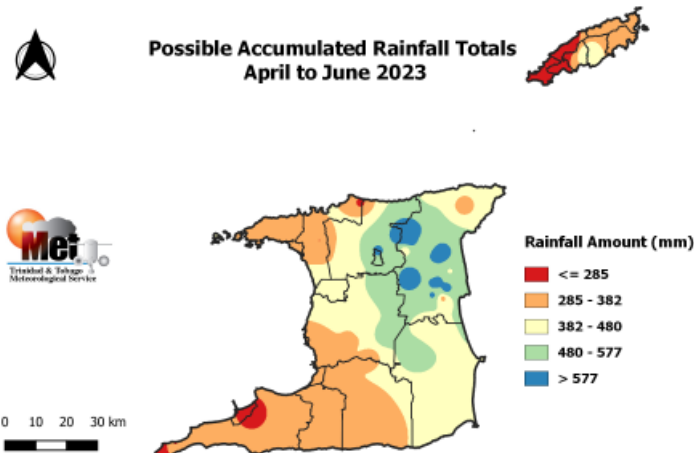 Possible Accumulated Rainfall Totals
April to June 2023
Met
Trinidad & Tobago
Meteorological Service
Rainfall Amount (mm)
<= 285
285 - 382
382 - 480
480 - 577
> 577
0 10 20 30 km